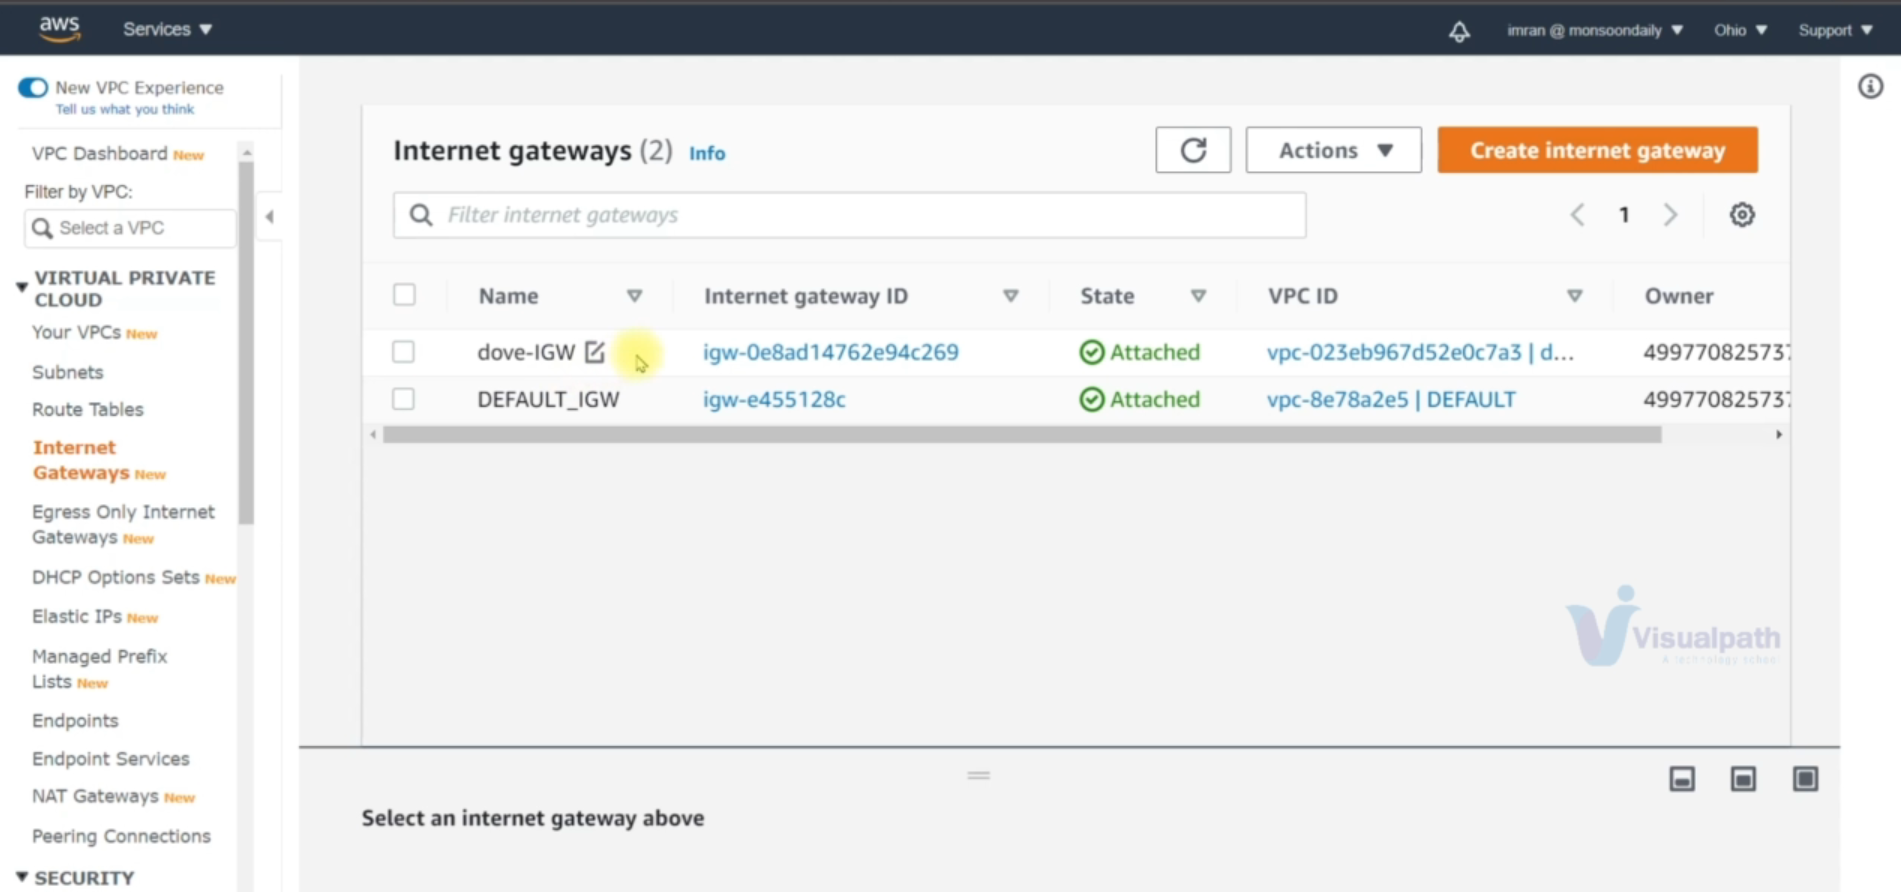 aws
Services
imran @ monsoondaily
Ohio
Support
New VPC Experience
Tell us what you think
VPC Dashboard New
Filter by VPC:
Select a VPC
VIRTUAL PRIVATE
CLOUD
Your VPCs New
Subnets
Route Tables
Internet
Gateways New
Egress Only Internet
Gateways New
DHCP Options Sets New
Elastic IPs New
Managed Prefix
Lists New
Endpoints
Endpoint Services
NAT Gateways New
Peering Connections
SECURITY
Internet gateways (2) Info
Actions
Create internet gateway
Filter internet gateways
1
Name Internet gateway ID State VPC ID Owner
dove-IGW igw-0e8ad14762e94c269 Attached vpc-023eb967d52e0c7a3 | d... 499770825737
DEFAULT_IGW igw-e455128c Attached vpc-8e78a2e5 | DEFAULT 499770825737
Visualpath
A technology school
Select an internet gateway above